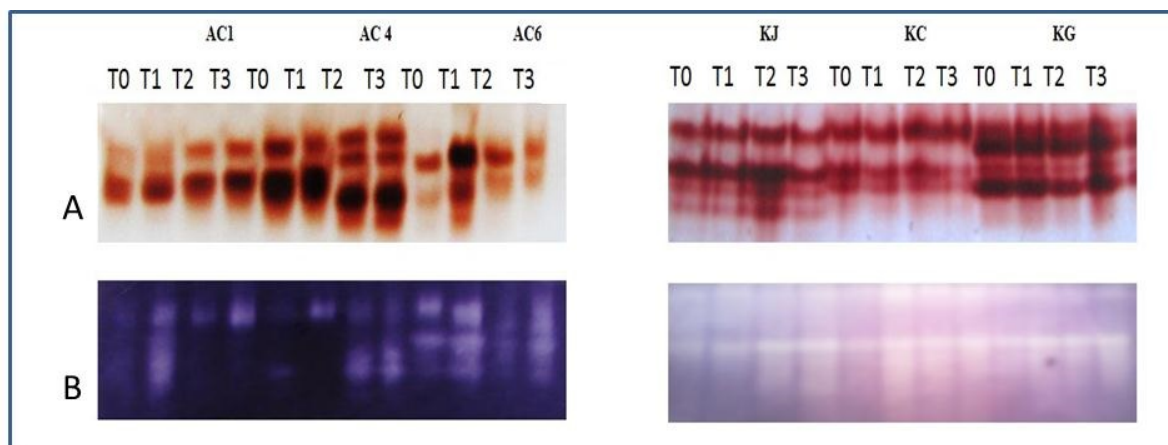 AC1 AC 4 AC6 KJ KC KG
T0 T1 T2 T3 T0 T1 T2 T3 T0 T1 T2 T3 T0 T1 T2 T3 T0 T1 T2 T3 T0 T1 T2 T3
A
B